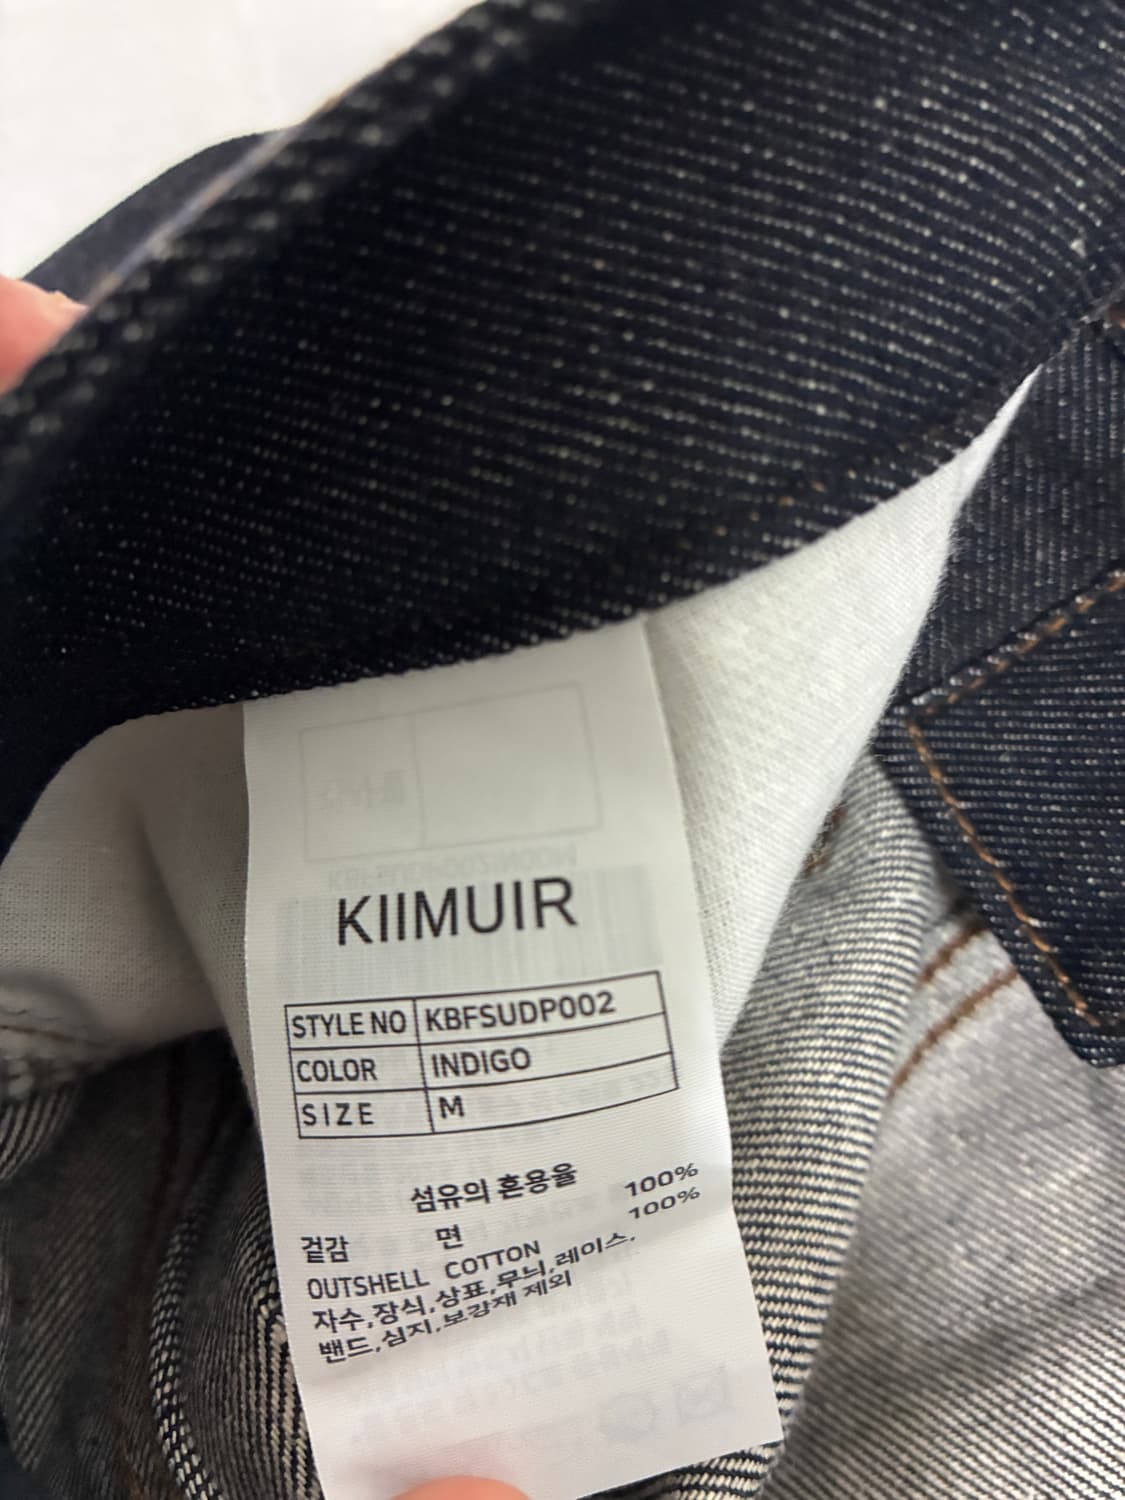 KIIMUIR
STYLE NO KBFSUDP002
COLOR INDIGO
SIZE M
섬유의 혼용율
겉감 면 100%
OUTSHELL COTTON 100%
자수,장식,상표,무늬,레이스,
밴드,심지,보강재 제외